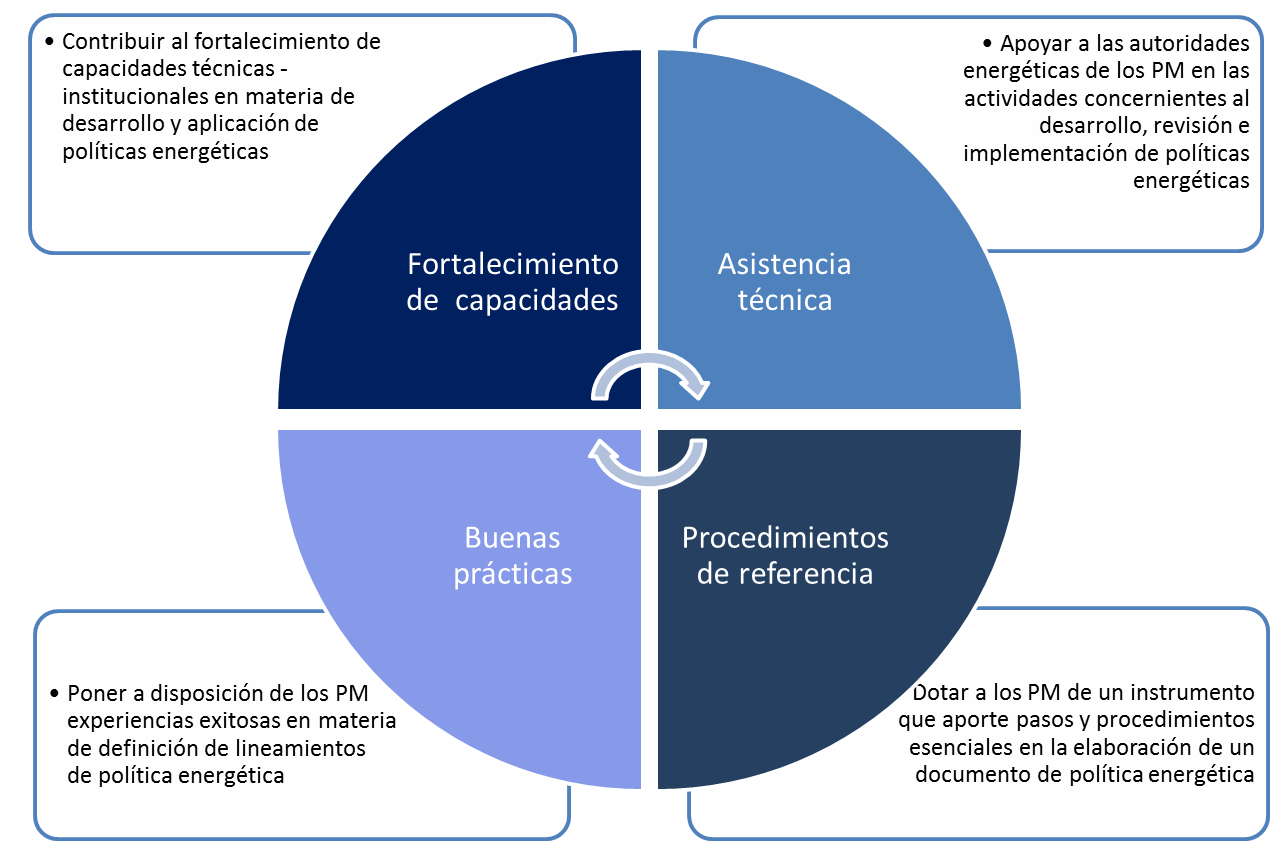 • Contribuir al fortalecimiento de
capacidades técnicas -
institucionales en materia de
desarrollo y aplicación de
políticas energéticas
• Apoyar a las autoridades
energéticas de los PM en las
actividades concernientes al
desarrollo, revisión e
implementación de políticas
energéticas
Fortalecimiento
de capacidades
Asistencia
técnica
Buenas
prácticas
Procedimientos
de referencia
• Poner a disposición de los PM
experiencias exitosas en materia
de definición de lineamientos
de política energética
Dotar a los PM de un instrumento
que aporte pasos y procedimientos
esenciales en la elaboración de un
documento de política energética